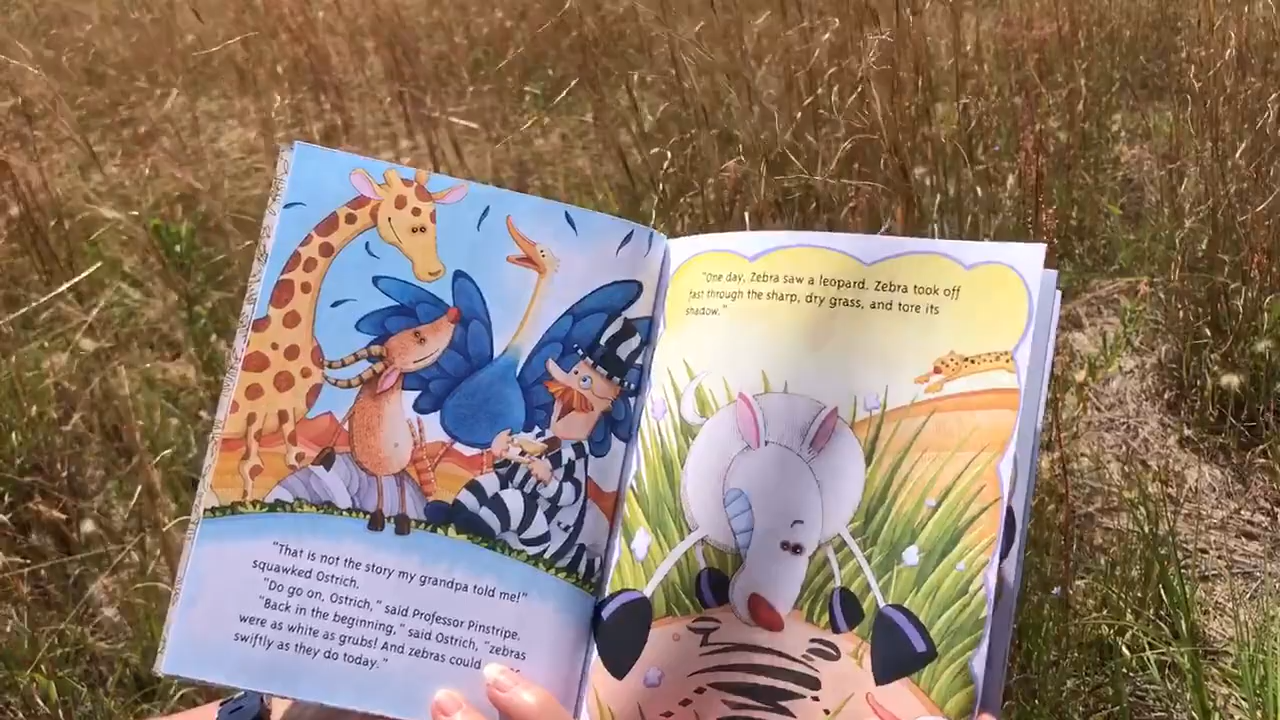 "That is not the story my grandpa told me!"
squawked Ostrich.
"Do go on, Ostrich," said Professor Pinstripe.
"Back in the beginning," said Ostrich, "zebras
were as white as grubs! And zebras could
swiftly as they do today."
"One day, Zebra saw a leopard. Zebra took off
fast through the sharp, dry grass, and tore its
shadow."